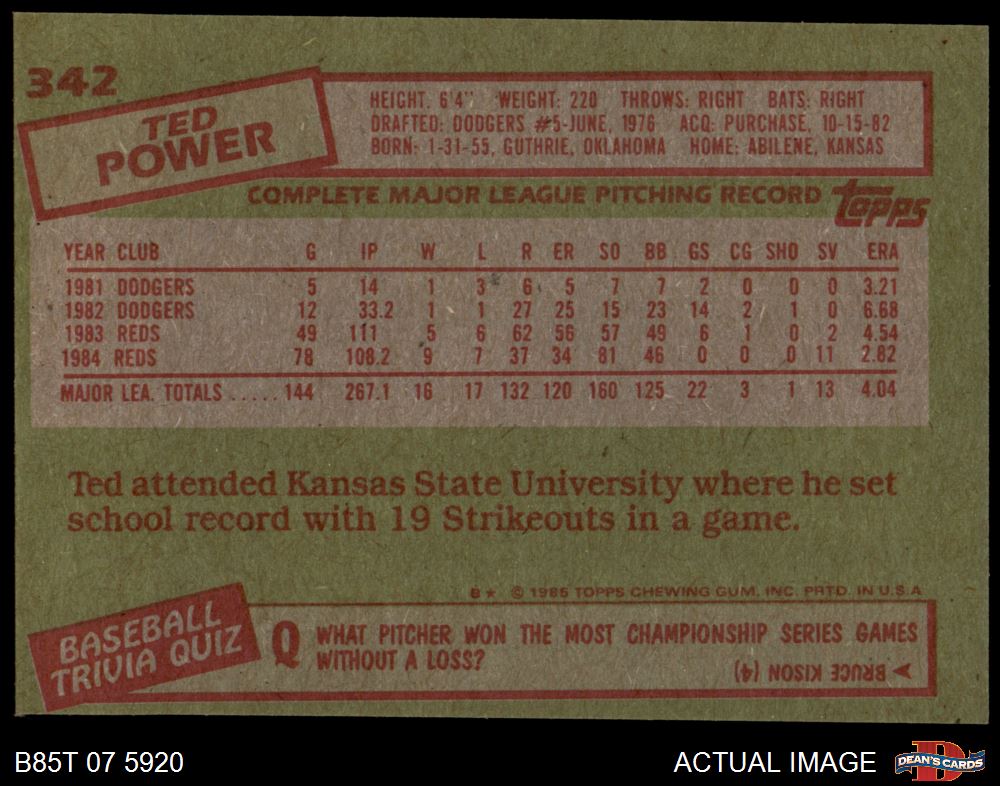 342
TED
POWER
HEIGHT: 6'4" WEIGHT: 220 THROWS: RIGHT BATS: RIGHT
DRAFTED: DODGERS #5-JUNE, 1976 ACQ: PURCHASE, 10-15-82
BORN: 1-31-55, GUTHRIE, OKLAHOMA HOME: ABILENE, KANSAS
COMPLETE MAJOR LEAGUE PITCHING RECORD
topps
YEAR CLUB G IP W L R ER SO BB GS CG SHO SV ERA
1981 DODGERS 5 14 1 3 6 5 7 7 2 0 0 0 3.21
1982 DODGERS 12 33.2 1 1 27 25 15 23 14 2 1 0 6.68
1983 REDS 49 111 5 6 62 56 57 49 6 1 0 2 4.54
1984 REDS 78 108.2 9 7 37 34 81 46 0 0 0 11 2.82
MAJOR LEA. TOTALS ..... 144 267.1 16 17 132 120 160 125 22 3 1 13 4.04
Ted attended Kansas State University where he set
school record with 19 Strikeouts in a game.
B★ © 1985 TOPPS CHEWING GUM, INC. PRTD. IN U.S.A
BASEBALL
TRIVIA QUIZ
Q WHAT PITCHER WON THE MOST CHAMPIONSHIP SERIES GAMES
WITHOUT A LOSS?
BRUCE KISON (4)
B85T 07 5920
ACTUAL IMAGE
D
DEAN'S CARDS